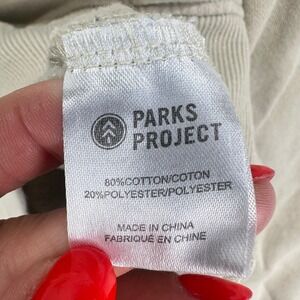 PARKS
PROJECT
80%COTTON/COTON
20%POLYESTER/POLYESTER
MADE IN CHINA
FABRIQUÉ EN CHINE